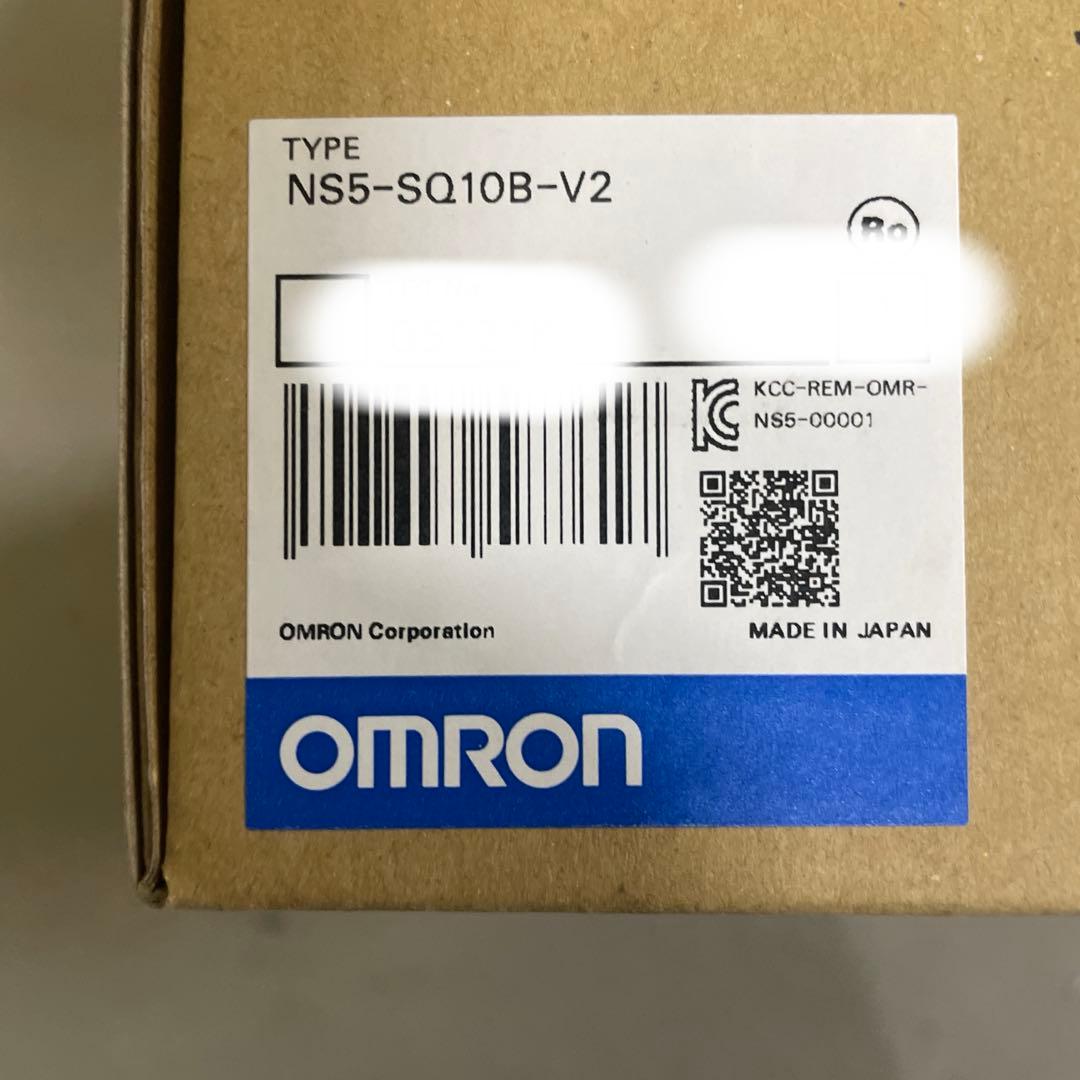 TYPE
NS5-SQ10B-V2
KCC-REM-OMR-
NS5-00001
OMRON Corporation
MADE IN JAPAN
OMRON